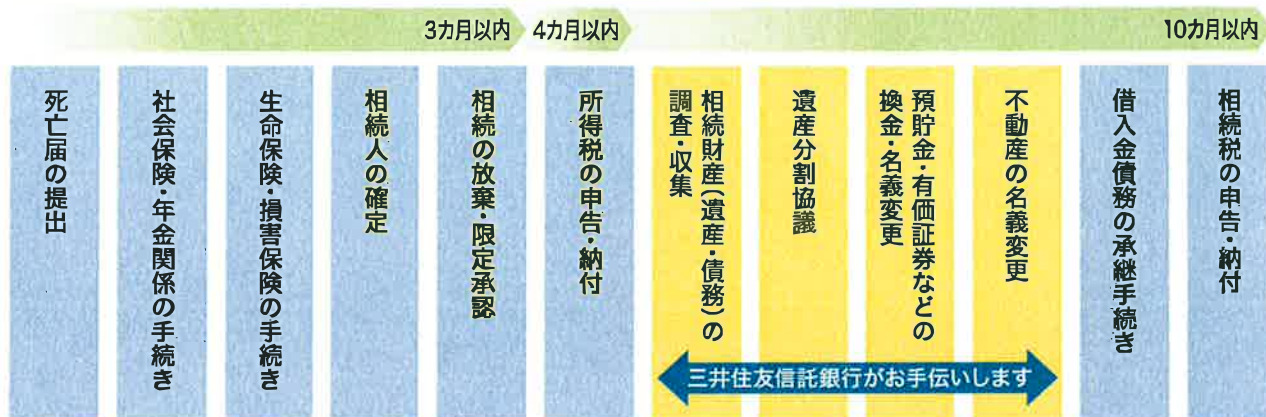 3カ月以内
4カ月以内
10カ月以内
死亡届の提出
社会保険・年金関係の手続き
生命保険・損害保険の手続き
相続人の確定
相続の放棄・限定承認
所得税の申告・納付
相続財産(遺産・債務)の
調査・収集
遺産分割協議
預貯金・有価証券などの
換金・名義変更
不動産の名義変更
借入金債務の承継手続き
相続税の申告・納付
三井住友信託銀行がお手伝いします